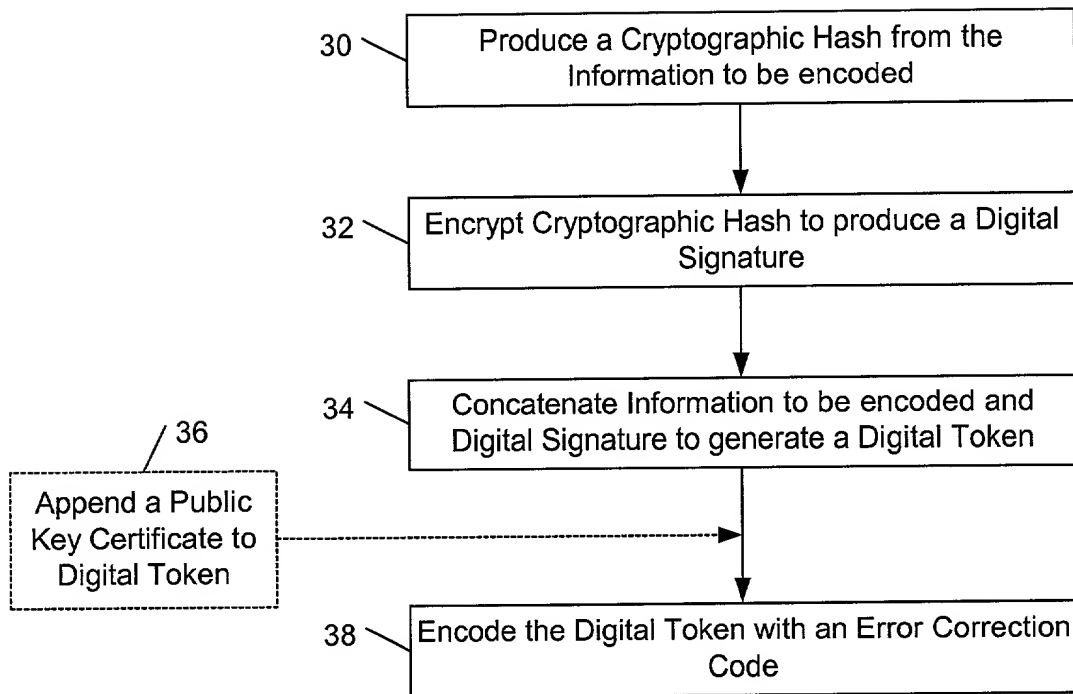 30
Produce a Cryptographic Hash from the
Information to be encoded
32
Encrypt Cryptographic Hash to produce a Digital
Signature
34
Concatenate Information to be encoded and
Digital Signature to generate a Digital Token
36
Append a Public
Key Certificate to
Digital Token
38
Encode the Digital Token with an Error Correction
Code